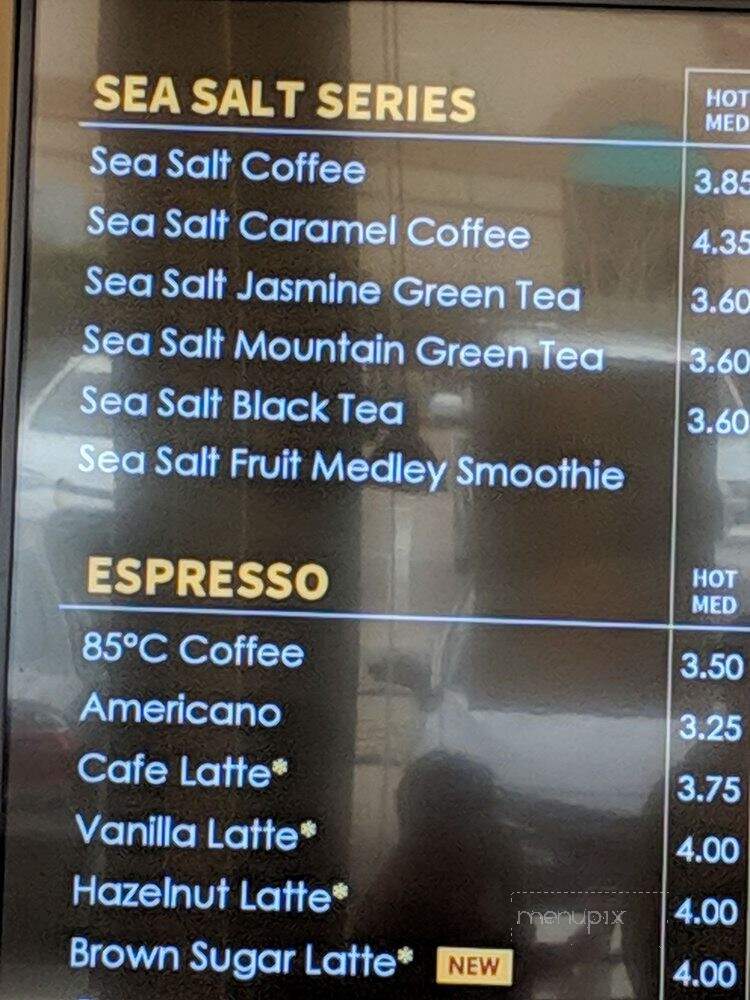 SEA SALT SERIES HOT
MED
Sea Salt Coffee 3.85
Sea Salt Caramel Coffee 4.35
Sea Salt Jasmine Green Tea 3.60
Sea Salt Mountain Green Tea 3.60
Sea Salt Black Tea 3.60
Sea Salt Fruit Medley Smoothie
ESPRESSO HOT
MED
85°C Coffee 3.50
Americano 3.25
Cafe Latte* 3.75
Vanilla Latte* 4.00
Hazelnut Latte* 4.00
menupix
Brown Sugar Latte* NEW 4.00